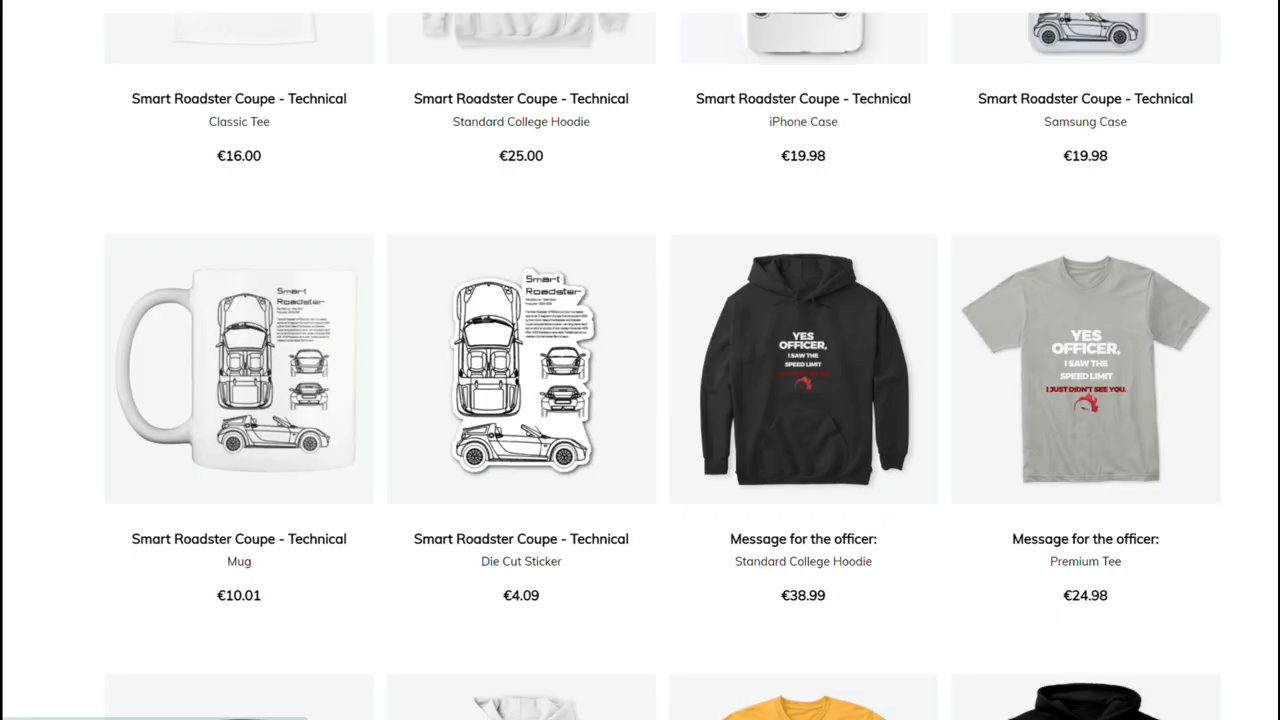 Smart Roadster Coupe - Technical
Classic Tee
€16.00
Smart Roadster Coupe - Technical
Standard College Hoodie
€25.00
Smart Roadster Coupe - Technical
iPhone Case
€19.98
Smart Roadster Coupe - Technical
Samsung Case
€19.98
Smart
Roadster
Smart
Roadster
YES
OFFICER,
I SAW THE
SPEED LIMIT
YES
OFFICER,
I SAW THE
SPEED LIMIT
I JUST DIDN'T SEE YOU.
Smart Roadster Coupe - Technical
Mug
€10.01
Smart Roadster Coupe - Technical
Die Cut Sticker
€4.09
Message for the officer:
Standard College Hoodie
€38.99
Message for the officer:
Premium Tee
€24.98